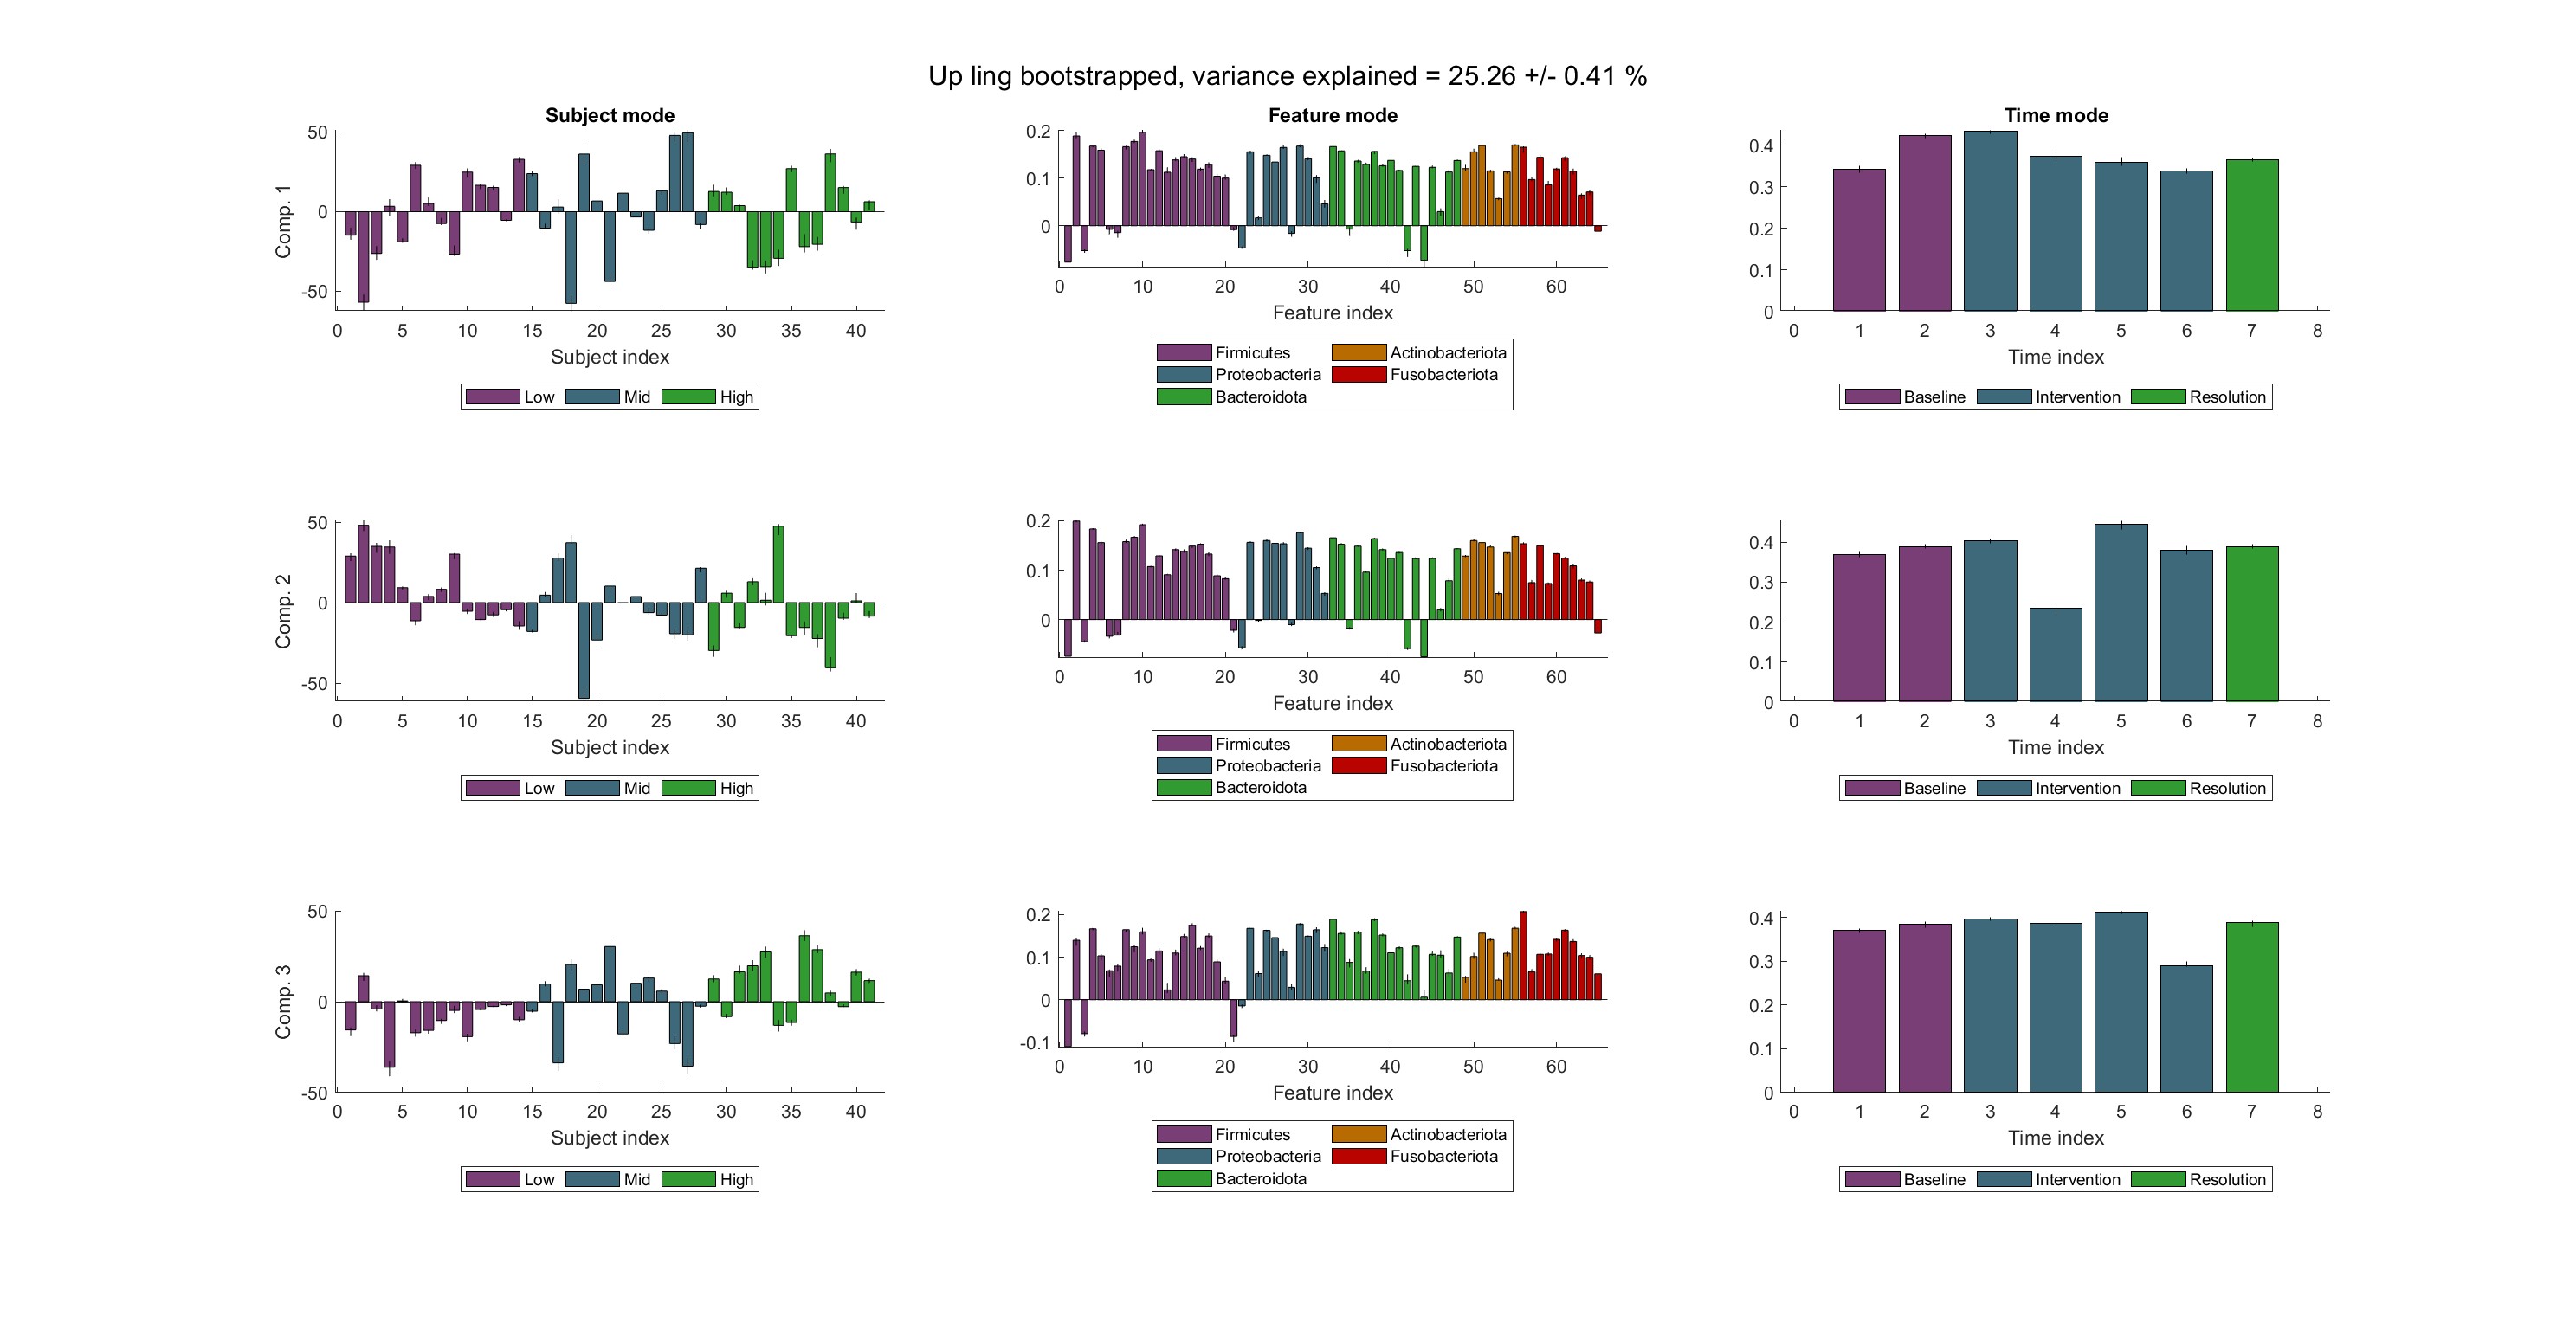 Up ling bootstrapped, variance explained = 25.26 +/- 0.41 %
Subject mode
Feature mode
Time mode
Comp. 1
50
0
-50
0 5 10 15 20 25 30 35 40
Subject index
Low Mid High
0.2
0.1
0
0 10 20 30 40 50 60
Feature index
Firmicutes Actinobacteriota
Proteobacteria Fusobacteriota
Bacteroidota
0.4
0.3
0.2
0.1
0
0 1 2 3 4 5 6 7 8
Time index
Baseline Intervention Resolution
Comp. 2
50
0
-50
0 5 10 15 20 25 30 35 40
Subject index
Low Mid High
0.2
0.1
0
0 10 20 30 40 50 60
Feature index
Firmicutes Actinobacteriota
Proteobacteria Fusobacteriota
Bacteroidota
0.4
0.3
0.2
0.1
0
0 1 2 3 4 5 6 7 8
Time index
Baseline Intervention Resolution
Comp. 3
50
0
-50
0 5 10 15 20 25 30 35 40
Subject index
Low Mid High
0.2
0.1
0
-0.1
0 10 20 30 40 50 60
Feature index
Firmicutes Actinobacteriota
Proteobacteria Fusobacteriota
Bacteroidota
0.4
0.3
0.2
0.1
0
0 1 2 3 4 5 6 7 8
Time index
Baseline Intervention Resolution